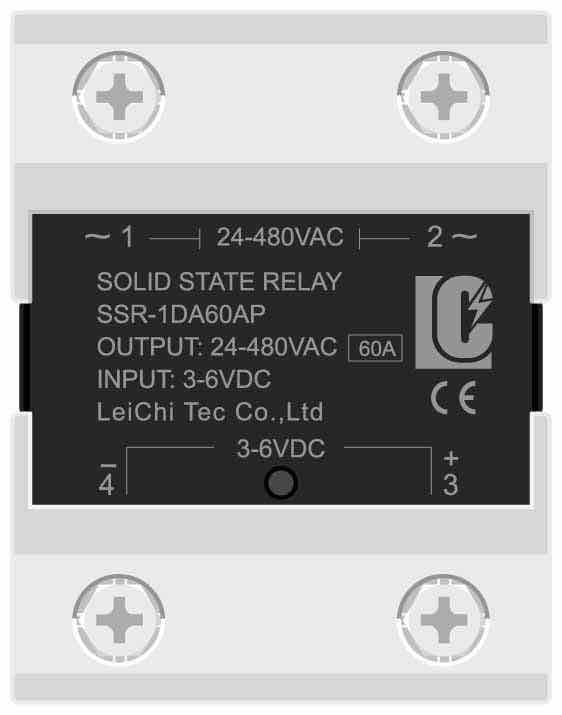 ~ 1 24-480VAC 2 ~
SOLID STATE RELAY
SSR-1DA60AP
OUTPUT: 24-480VAC 60A
INPUT: 3-6VDC
LeiChi Tec Co.,Ltd
LC
CE
3-6VDC
− +
4 3